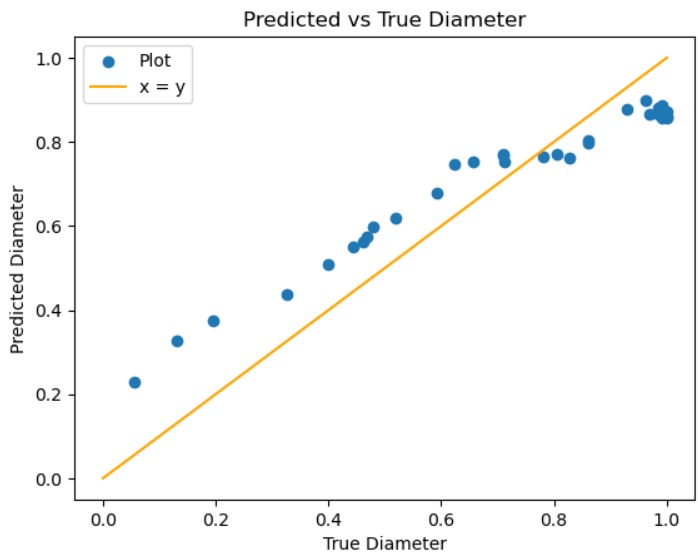 Predicted vs True Diameter
Plot
x = y
Predicted Diameter
1.0
0.8
0.6
0.4
0.2
0.0
0.0 0.2 0.4 0.6 0.8 1.0
True Diameter